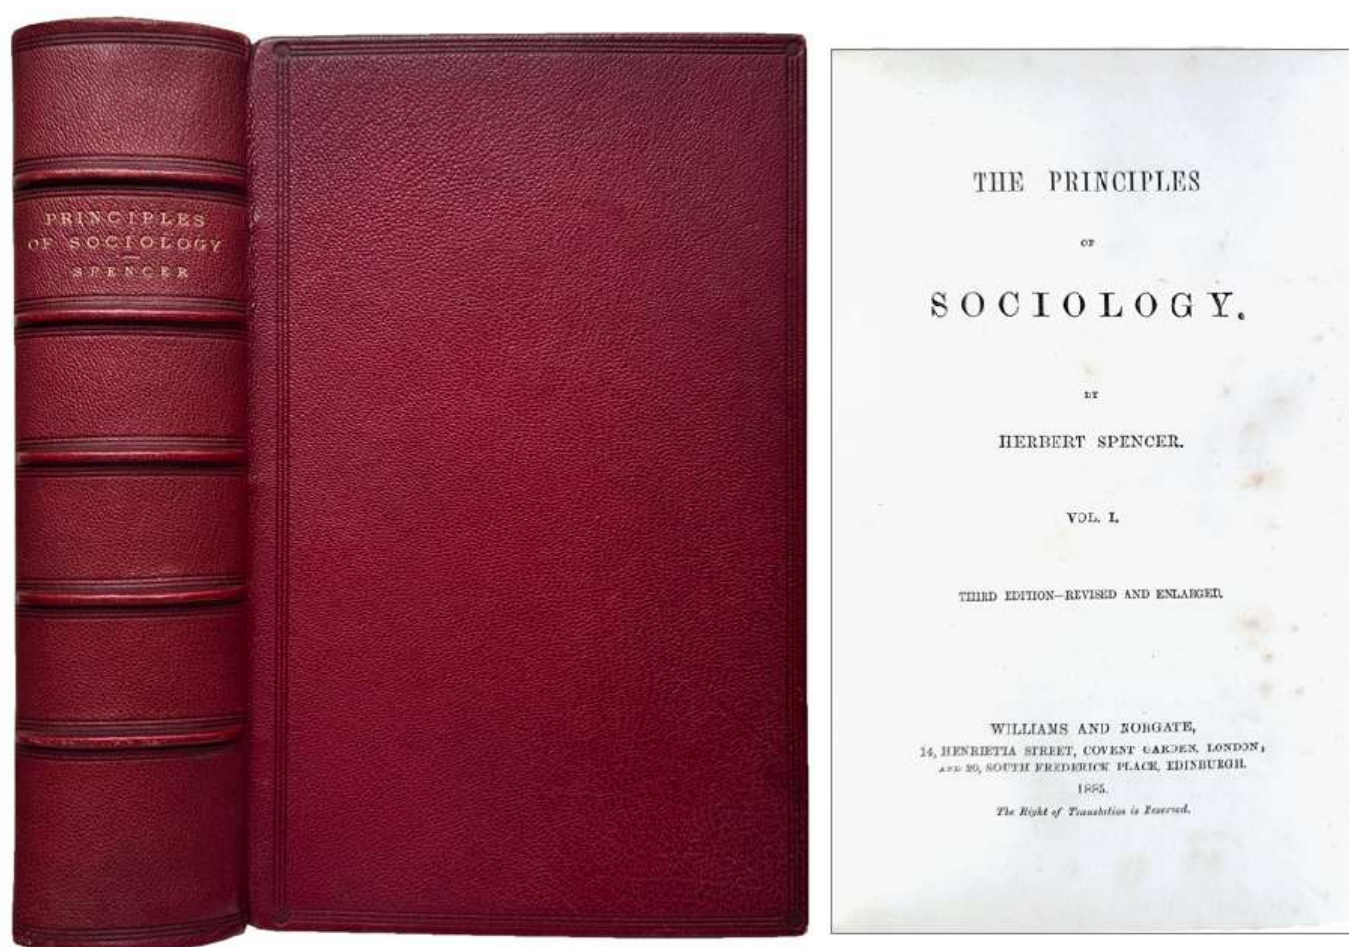 PRINCIPLES
OF SOCIOLOGY
SPENCER
THE PRINCIPLES
OF
SOCIOLOGY.
BY
HERBERT SPENCER.
VOL. I.
THIRD EDITION—REVISED AND ENLARGED.
WILLIAMS AND NORGATE,
14, HENRIETTA STREET, COVENT GARDEN, LONDON;
AND 20, SOUTH FREDERICK PLACE, EDINBURGH.
1885.
The Right of Translation is Reserved.